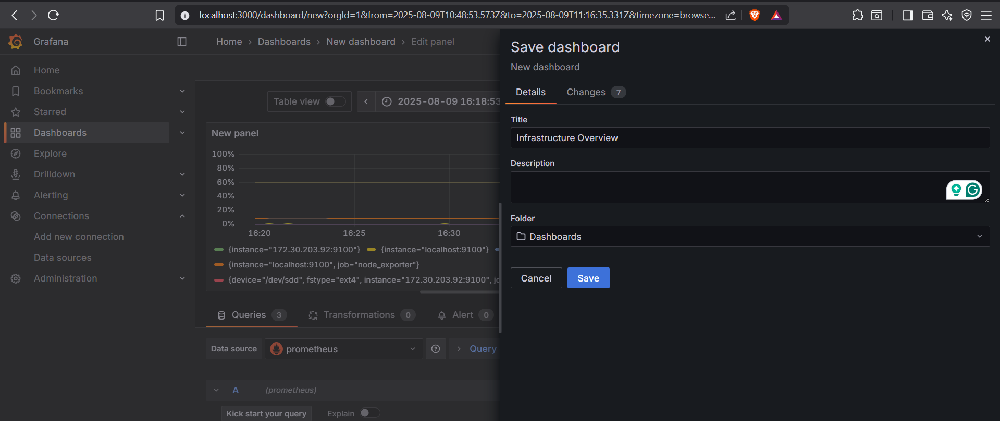 localhost:3000/dashboard/new?orgId=1&from=2025-08-09T10:48:53.573Z&to=2025-08-09T11:16:35.331Z&timezone=browse...
Grafana
Home
Bookmarks
Starred
Dashboards
Explore
Drilldown
Alerting
Connections
Add new connection
Data sources
Administration
Home › Dashboards › New dashboard › Edit panel
Table view
2025-08-09 16:18:53
New panel
100%
80%
60%
40%
20%
0%
16:20 16:25 16:30
{instance="172.30.203.92:9100"} {instance="localhost:9100"}
{instance="localhost:9100", job="node_exporter"}
{device="/dev/sdd", fstype="ext4", instance="172.30.203.92:9100", jo
Queries 3 Transformations 0 Alert 0
Data source prometheus Query
A (prometheus)
Kick start your query Explain
Save dashboard
New dashboard
Details Changes 7
Title
Infrastructure Overview
Description
Folder
Dashboards
Cancel Save